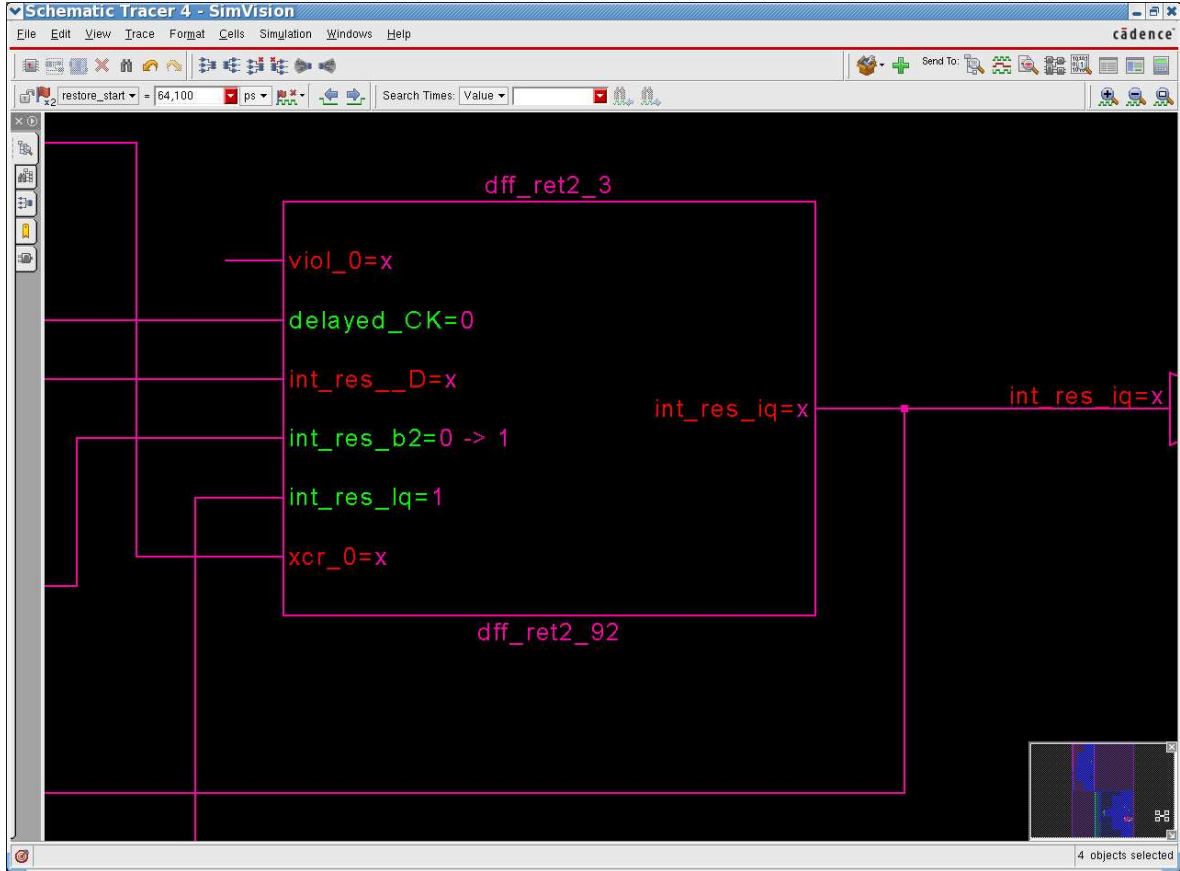 Schematic Tracer 4 - SimVision
File Edit View Trace Format Cells Simulation Windows Help
cādence
Send To:
x2 restore_start = 64,100 ps Search Times: Value
dff_ret2_3
viol_0=x
delayed_CK=0
int_res__D=x
int_res_iq=x
int_res_iq=x
int_res_b2=0 -> 1
int_res_lq=1
xcr_0=x
dff_ret2_92
4 objects selected